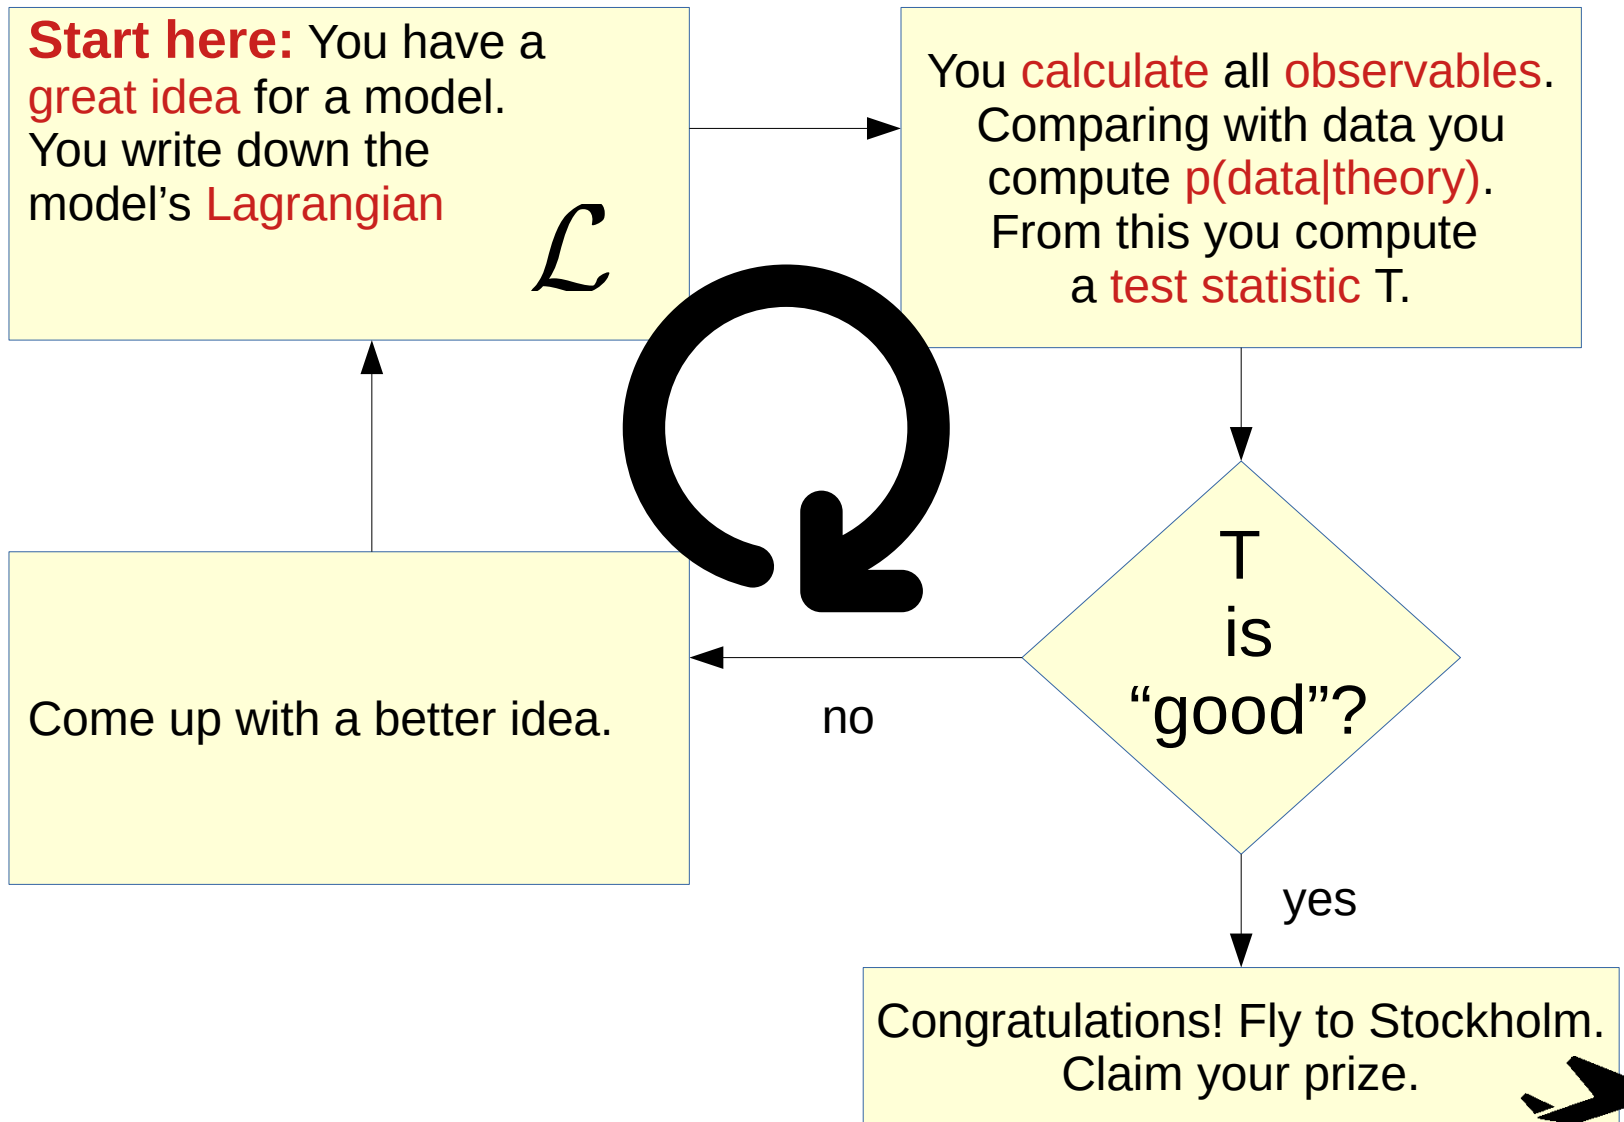 Start here: You have a
great idea for a model.
You write down the
model’s Lagrangian
ℒ
You calculate all observables.
Comparing with data you
compute p(data|theory).
From this you compute
a test statistic T.
T
is
“good”?
no
Come up with a better idea.
yes
Congratulations! Fly to Stockholm.
Claim your prize.